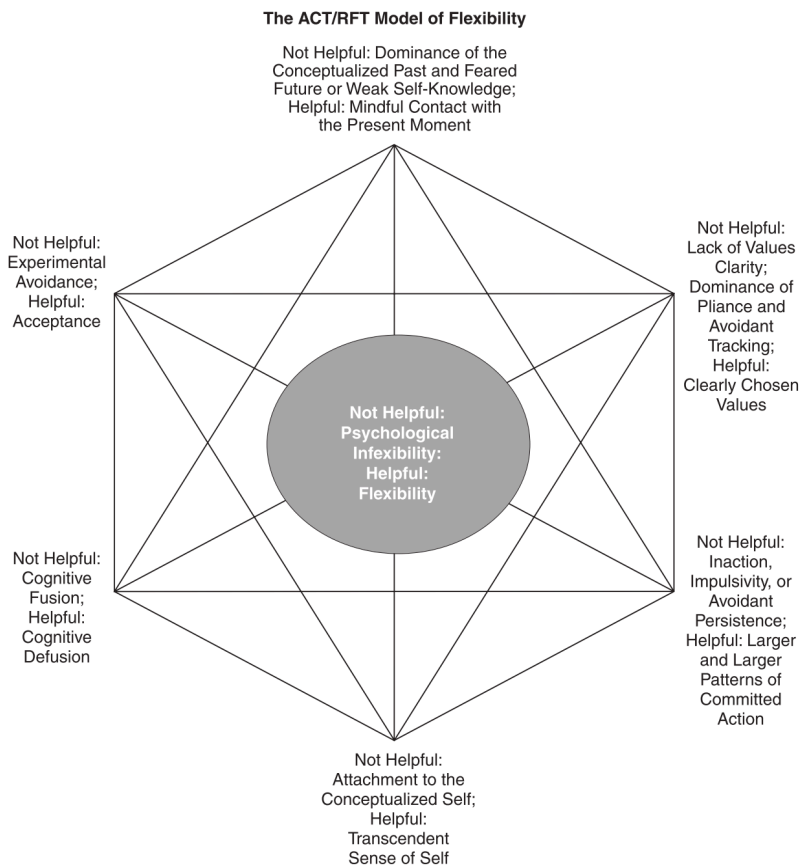 The ACT/RFT Model of Flexibility
Not Helpful: Dominance of the
Conceptualized Past and Feared
Future or Weak Self-Knowledge;
Helpful: Mindful Contact with
the Present Moment
Not Helpful:
Experimental
Avoidance;
Helpful:
Acceptance
Not Helpful:
Lack of Values
Clarity;
Dominance of
Pliance and
Avoidant
Tracking;
Helpful:
Clearly Chosen
Values
Not Helpful:
Psychological
Infexibility:
Helpful:
Flexibility
Not Helpful:
Cognitive
Fusion;
Helpful:
Cognitive
Defusion
Not Helpful:
Inaction,
Impulsivity, or
Avoidant
Persistence;
Helpful: Larger
and Larger
Patterns of
Committed
Action
Not Helpful:
Attachment to the
Conceptualized Self;
Helpful:
Transcendent
Sense of Self